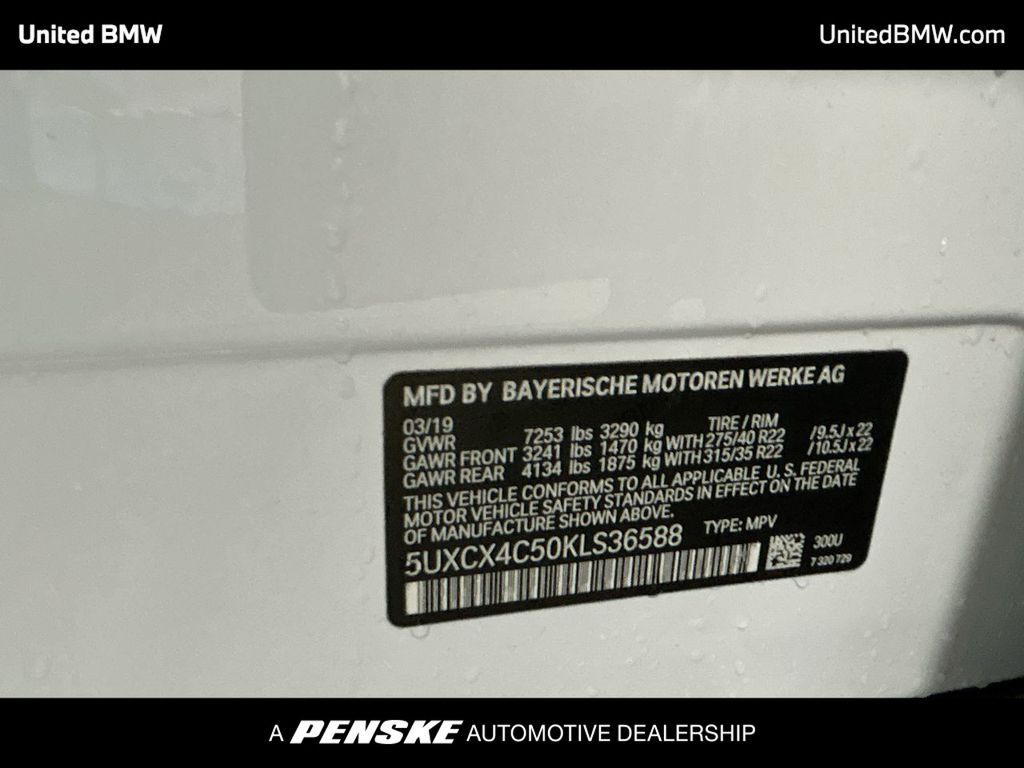 United BMW
UnitedBMW.com
MFD BY BAYERISCHE MOTOREN WERKE AG
03/19 TIRE / RIM
GVWR 7253 lbs 3290 kg
GAWR FRONT 3241 lbs 1470 kg WITH 275/40 R22 /9.5J x 22
GAWR REAR 4134 lbs 1875 kg WITH 315/35 R22 /10.5J x 22
THIS VEHICLE CONFORMS TO ALL APPLICABLE U. S. FEDERAL
MOTOR VEHICLE SAFETY STANDARDS IN EFFECT ON THE DATE
OF MANUFACTURE SHOWN ABOVE.
5UXCX4C50KLS36588 TYPE: MPV
300U
7 320 729
A PENSKE AUTOMOTIVE DEALERSHIP